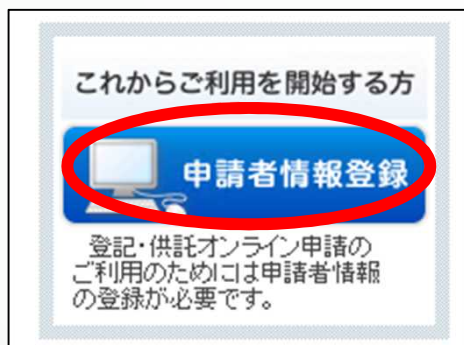 これからご利用を開始する方
申請者情報登録
登記・供託オンライン申請の
ご利用のためには申請者情報
の登録が必要です。